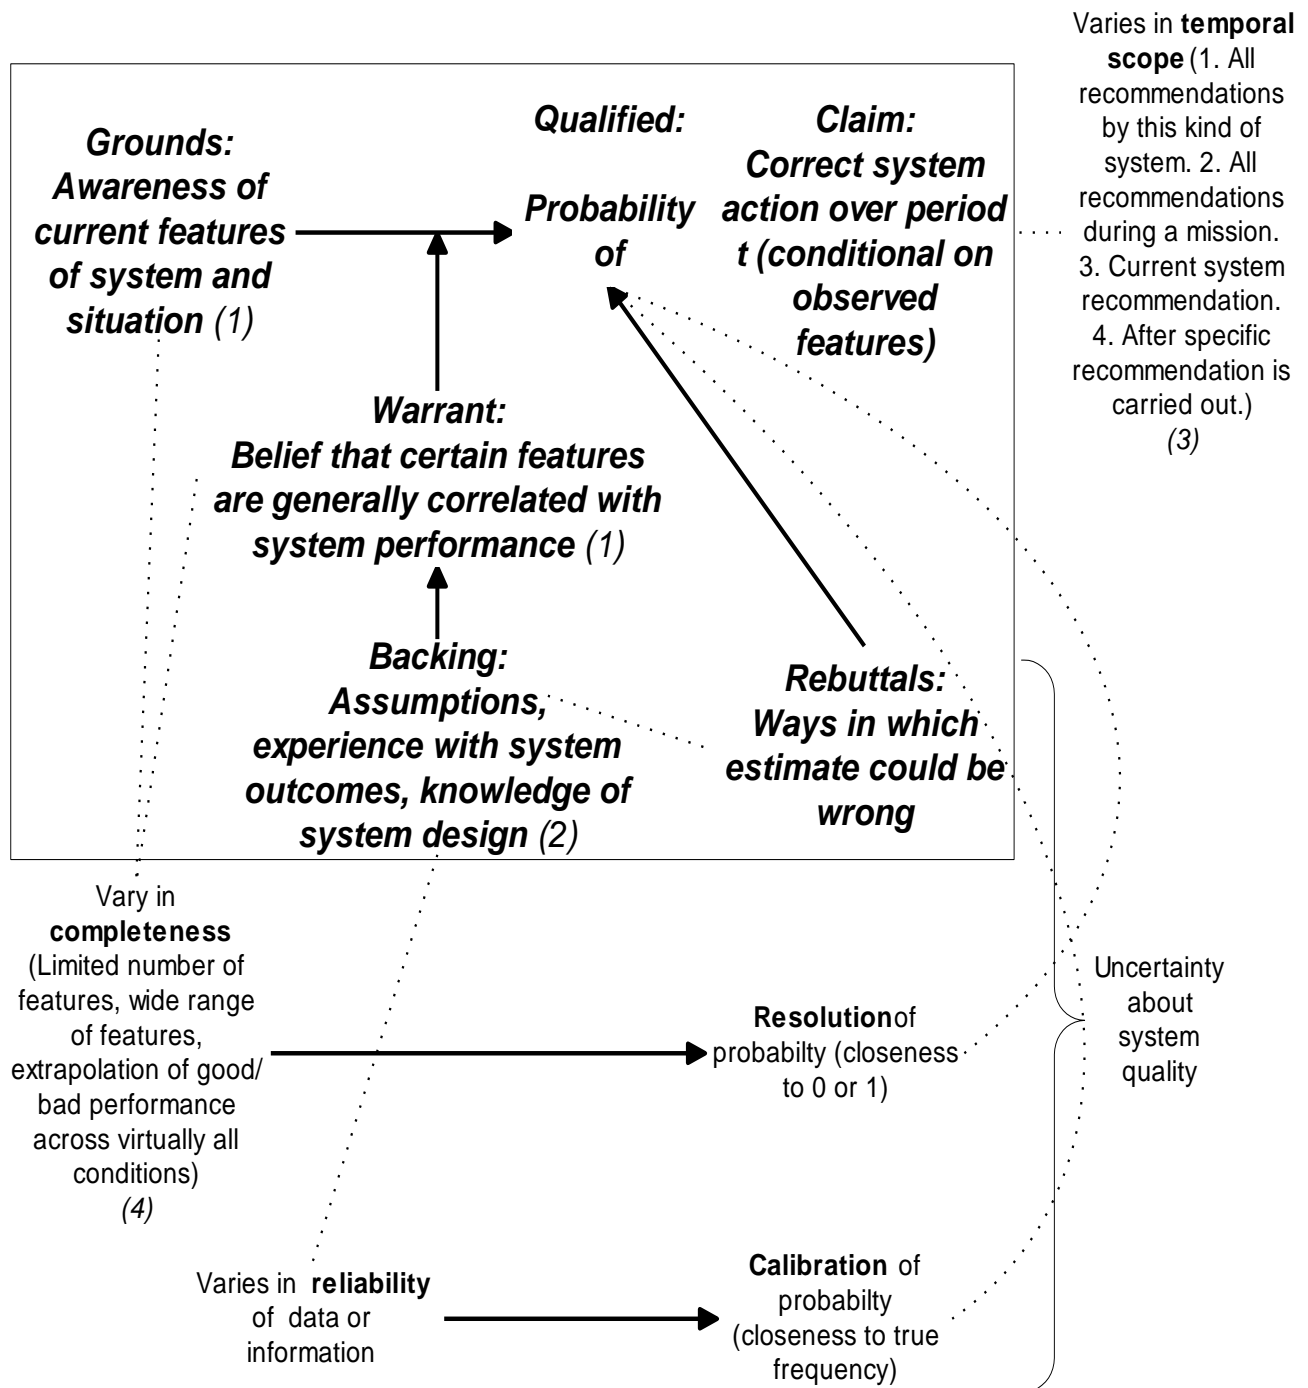 Varies in temporal
scope (1. All
recommendations
by this kind of
system. 2. All
recommendations
during a mission.
3. Current system
recommendation.
4. After specific
recommendation is
carried out.)
(3)
Grounds:
Awareness of
current features
of system and
situation (1)
Qualified:
Probability
of
Claim:
Correct system
action over period
t (conditional on
observed
features)
Warrant:
Belief that certain features
are generally correlated with
system performance (1)
Backing:
Assumptions,
experience with system
outcomes, knowledge of
system design (2)
Rebuttals:
Ways in which
estimate could be
wrong
Vary in
completeness
(Limited number of
features, wide range
of features,
extrapolation of good/
bad performance
across virtually all
conditions)
(4)
Resolution of
probabilty (closeness
to 0 or 1)
Uncertainty
about
system
quality
Varies in reliability
of data or
information
Calibration of
probabilty
(closeness to true
frequency)